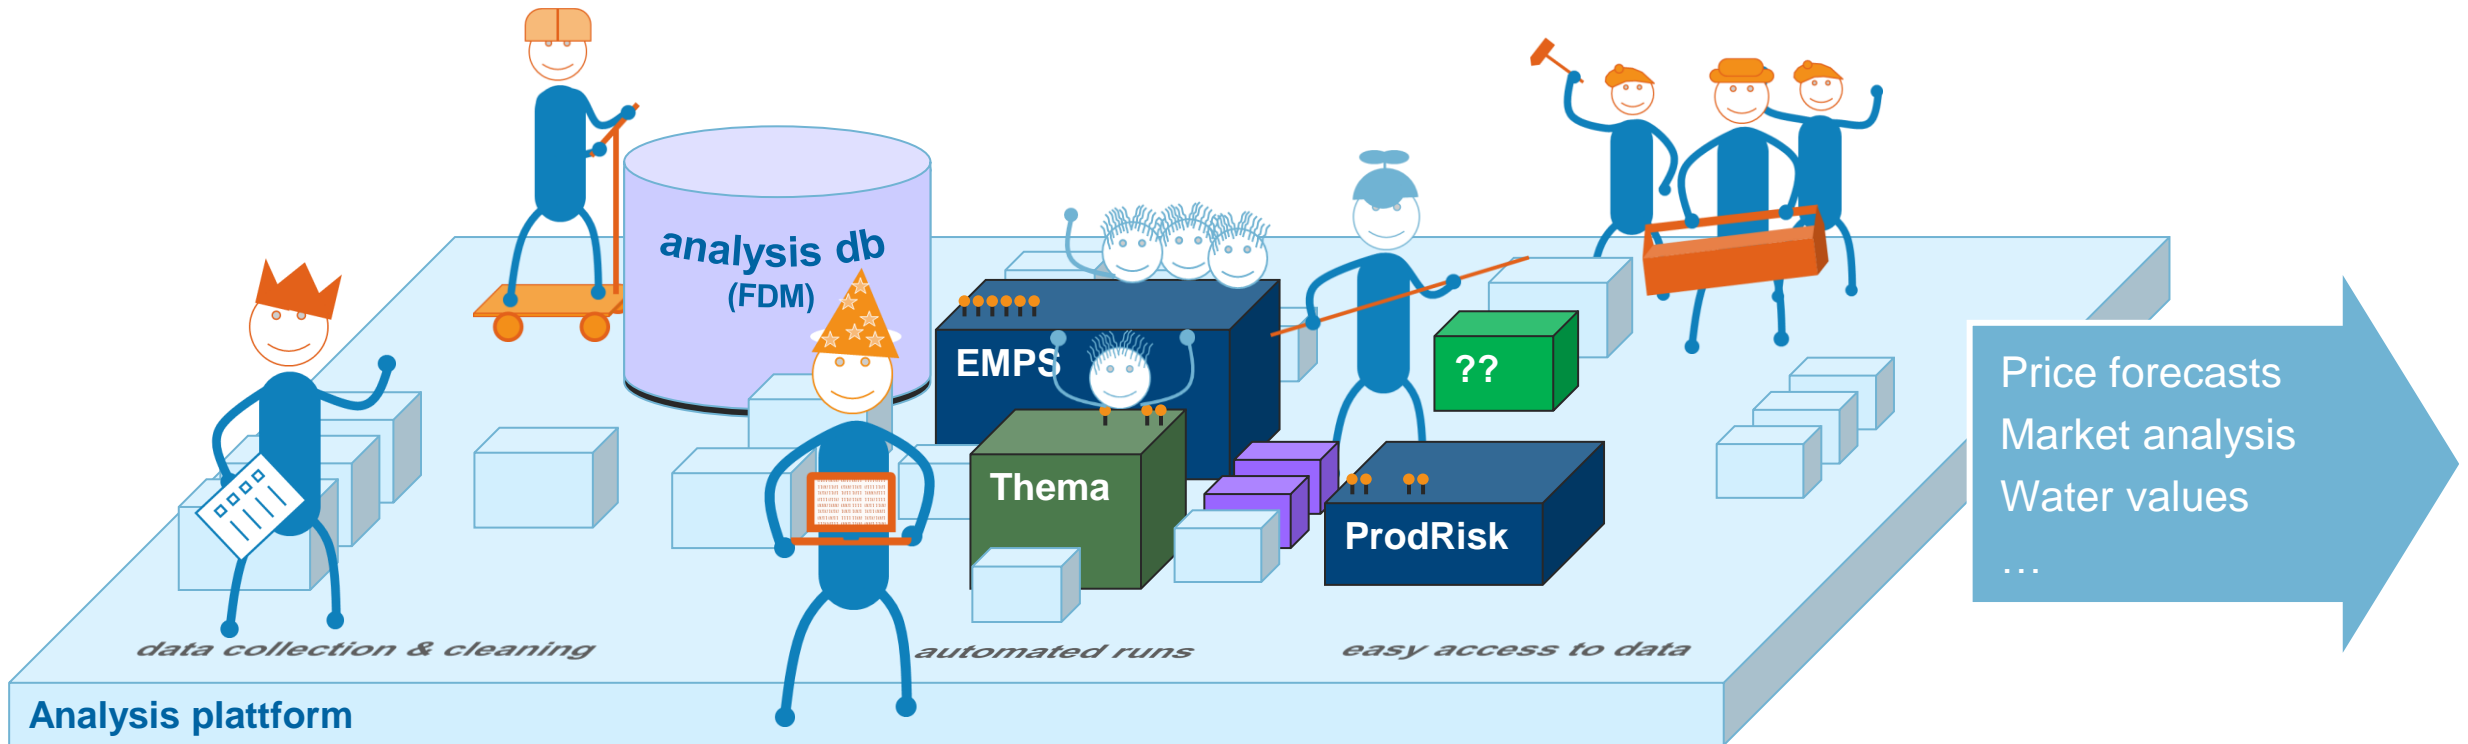 analysis db
(FDM)
EMPS
??
Thema
ProdRisk
data collection & cleaning
automated runs
easy access to data
Analysis plattform
Price forecasts
Market analysis
Water values
…